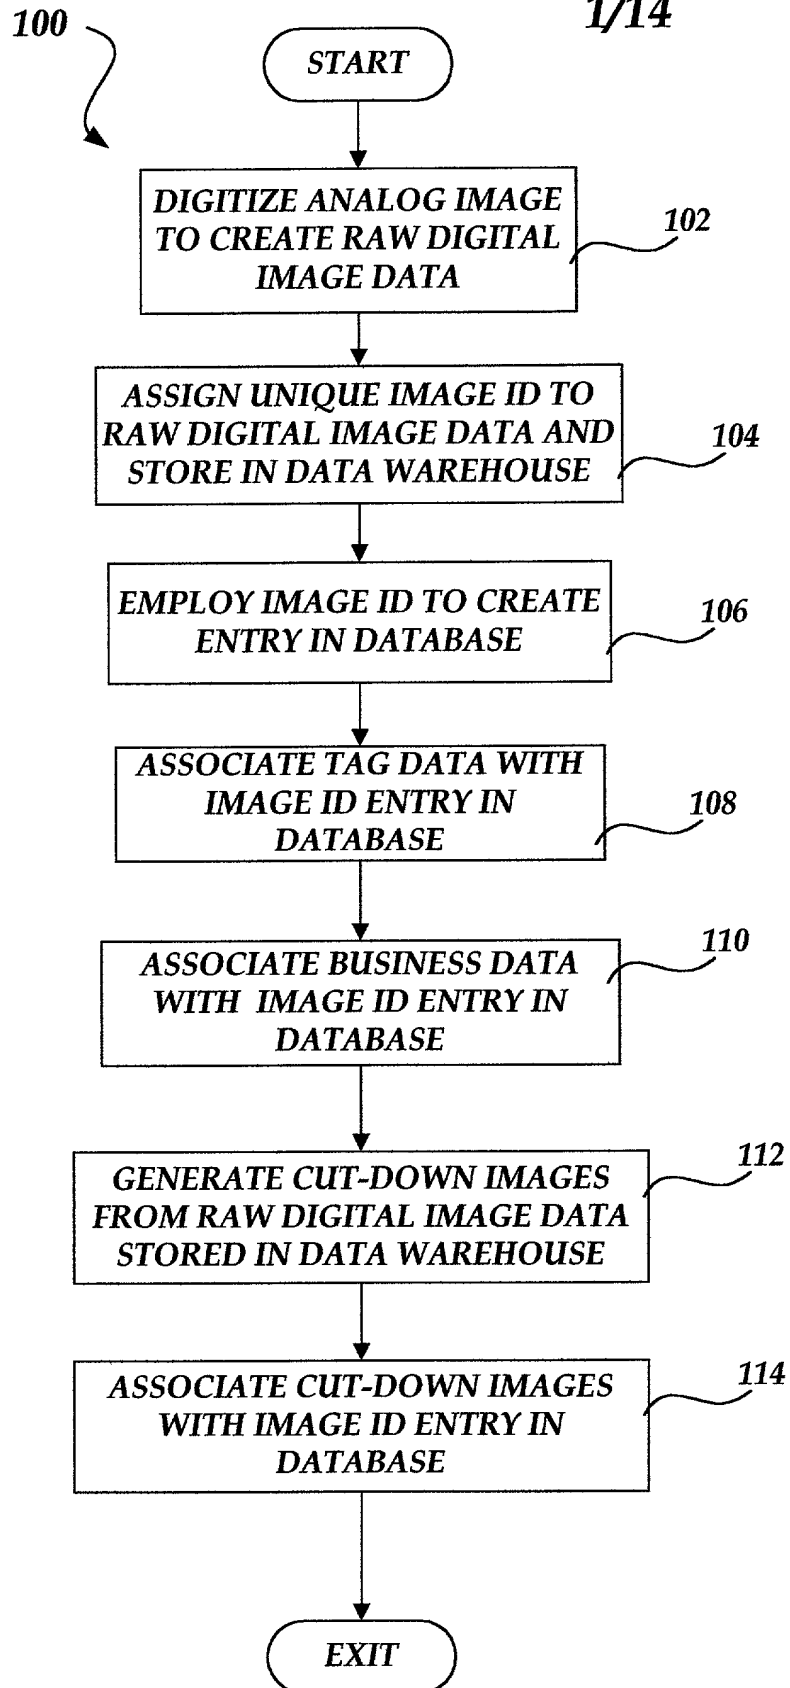 1/14
100
START
DIGITIZE ANALOG IMAGE
TO CREATE RAW DIGITAL
IMAGE DATA
102
ASSIGN UNIQUE IMAGE ID TO
RAW DIGITAL IMAGE DATA AND
STORE IN DATA WAREHOUSE
104
EMPLOY IMAGE ID TO CREATE
ENTRY IN DATABASE
106
ASSOCIATE TAG DATA WITH
IMAGE ID ENTRY IN
DATABASE
108
ASSOCIATE BUSINESS DATA
WITH IMAGE ID ENTRY IN
DATABASE
110
GENERATE CUT-DOWN IMAGES
FROM RAW DIGITAL IMAGE DATA
STORED IN DATA WAREHOUSE
112
ASSOCIATE CUT-DOWN IMAGES
WITH IMAGE ID ENTRY IN
DATABASE
114
EXIT